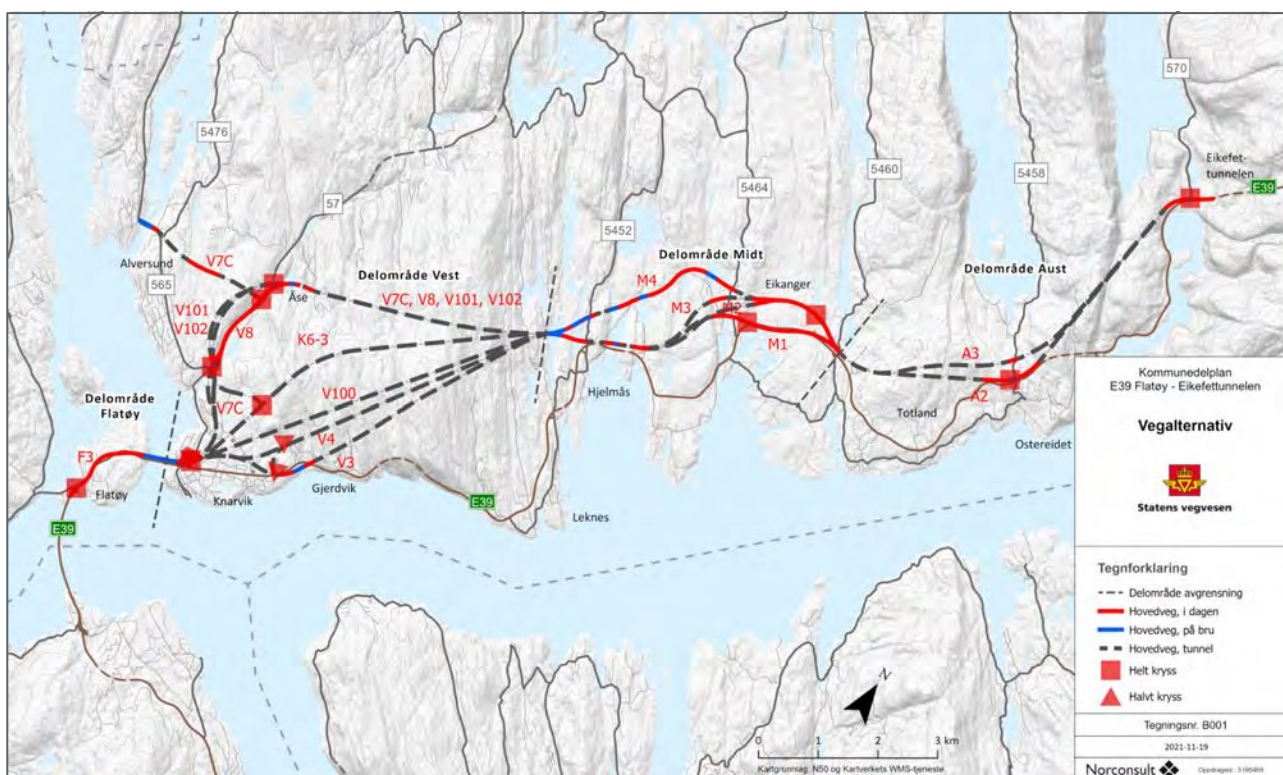 570
Eikefet-
tunnelen
E39
5476
5460
5458
57
5464
5452
Alversund
V7C
565
Delområde Vest
Delområde Midt
Delområde Aust
Åse
V7C, V8, V101, V102
M4
Eikanger
V101
V102
V8
M3
M2
M1
K6-3
A3
Hjelmås
V7C
V100
A2
Delområde
Flatøy
V4
Totland
Ostereidet
F3
V3
Flatøy
Knarvik
Gjerdvik
E39
E39
Leknes
N
0 1 2 3 km
Kartgrunnlag: N50 og Kartverkets WMS-tjeneste.
Kommunedelplan
E39 Flatøy - Eikefettunnelen
Vegalternativ
Statens vegvesen
Tegnforklaring
Delområde avgrensning
Hovedveg, i dagen
Hovedveg, på bru
Hovedveg, tunnel
Helt kryss
Halvt kryss
Tegningsnr. B001
2021-11-19
Norconsult